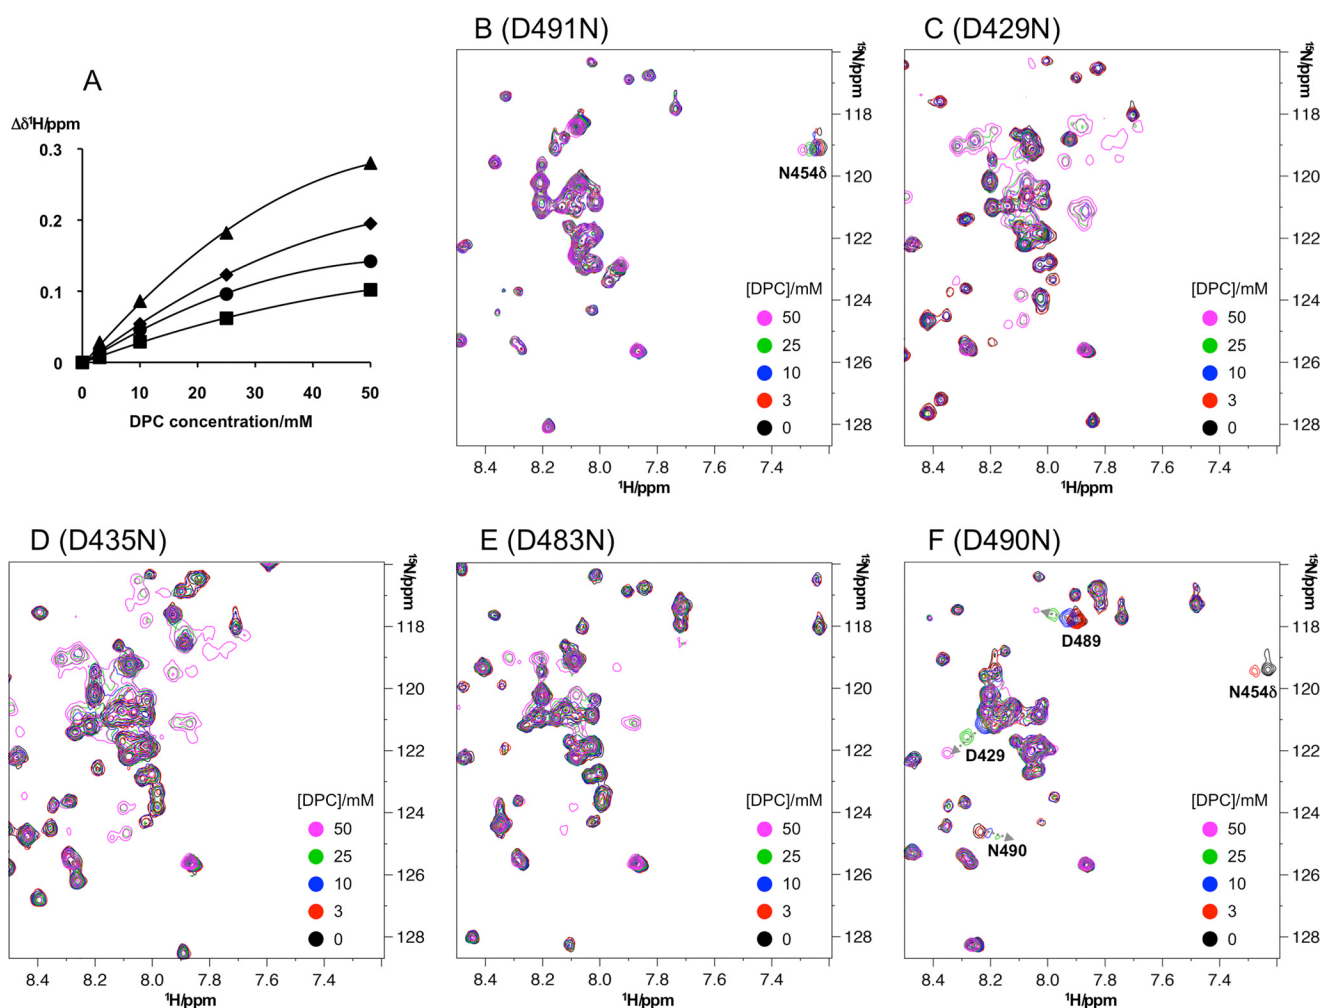 A
Δδ¹H/ppm
0.3
0.2
0.1
0
0 10 20 30 40 50
DPC concentration/mM
B (D491N)
¹⁵N/ppm
118
120
122
124
126
128
N454δ
[DPC]/mM
50
25
10
3
0
8.4 8.2 8.0 7.8 7.6 7.4
¹H/ppm
C (D429N)
¹⁵N/ppm
118
120
122
124
126
128
[DPC]/mM
50
25
10
3
0
8.4 8.2 8.0 7.8 7.6 7.4
¹H/ppm
D (D435N)
¹⁵N/ppm
118
120
122
124
126
128
[DPC]/mM
50
25
10
3
0
8.4 8.2 8.0 7.8 7.6 7.4
¹H/ppm
E (D483N)
¹⁵N/ppm
118
120
122
124
126
128
[DPC]/mM
50
25
10
3
0
8.4 8.2 8.0 7.8 7.6 7.4
¹H/ppm
F (D490N)
¹⁵N/ppm
118
120
122
124
126
128
D489
N454δ
D429
N490
[DPC]/mM
50
25
10
3
0
8.4 8.2 8.0 7.8 7.6 7.4
¹H/ppm